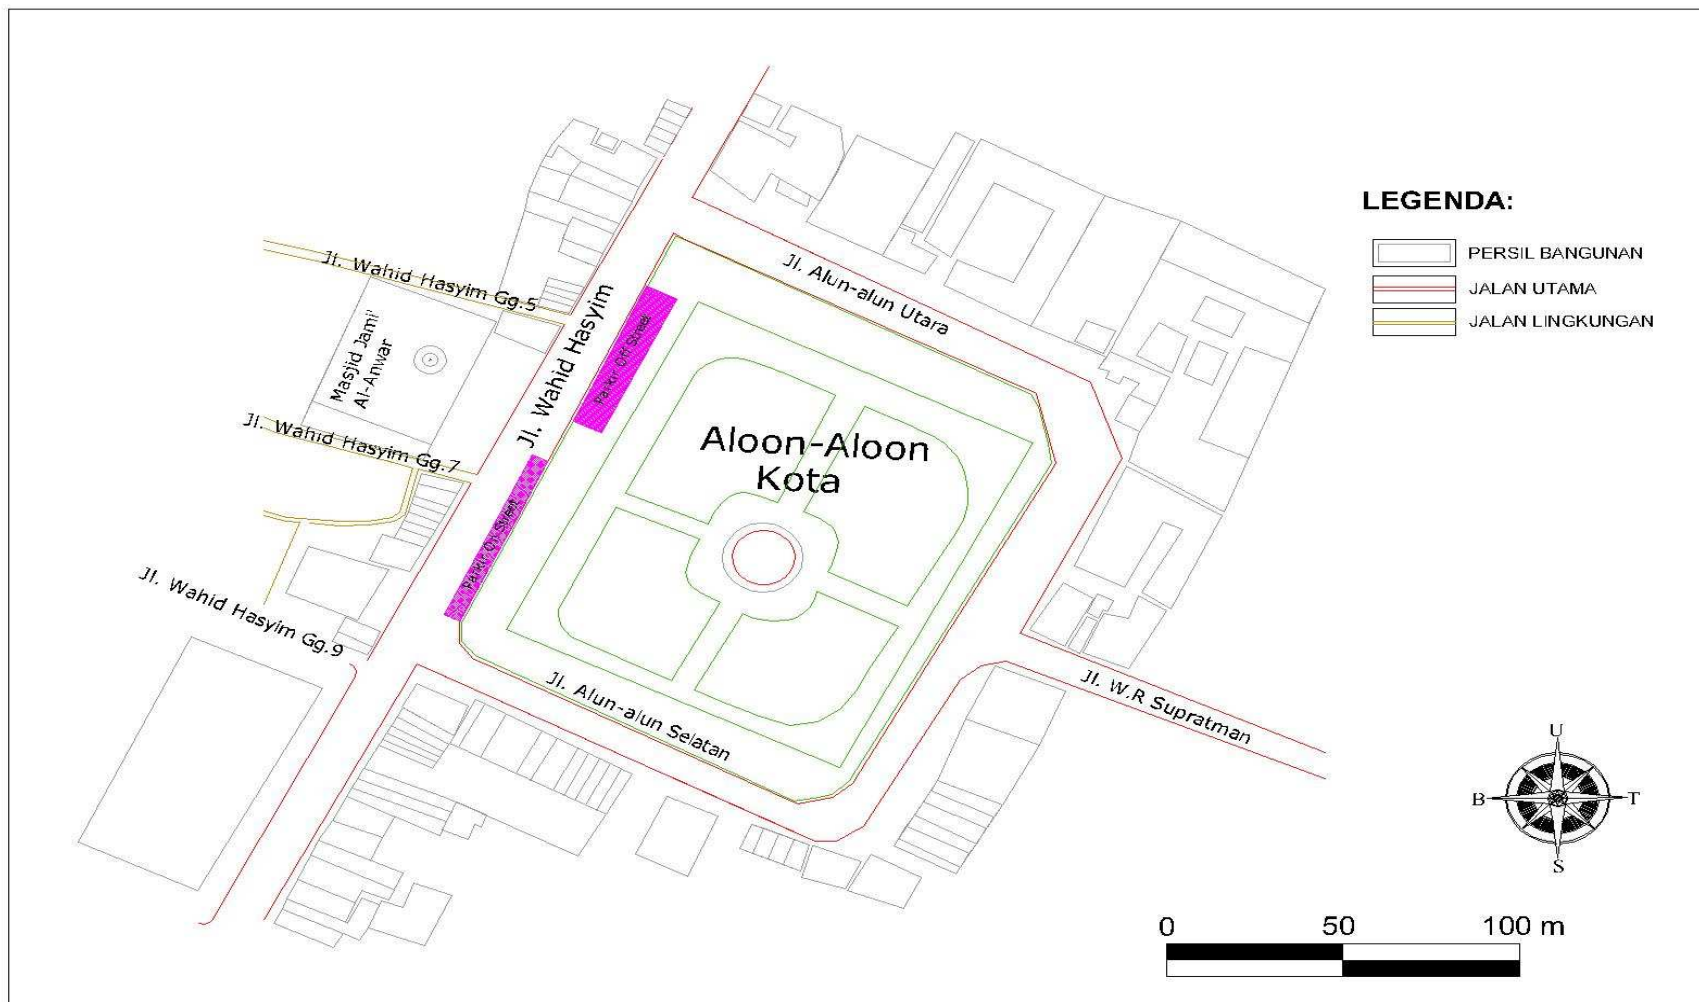 Jl. Wahid Hasyim Gg.5
Masjid Jami'
Al-Anwar
Jl. Wahid Hasyim Gg.7
Jl. Wahid Hasyim Gg.9
Jl. Wahid Hasyim
Parkir Off Street
Parkir On Street
Jl. Alun-alun Utara
Aloon-Aloon
Kota
Jl. Alun-alun Selatan
Jl. W.R Supratman
LEGENDA:
PERSIL BANGUNAN
JALAN UTAMA
JALAN LINGKUNGAN
U
B
T
S
0 50 100 m